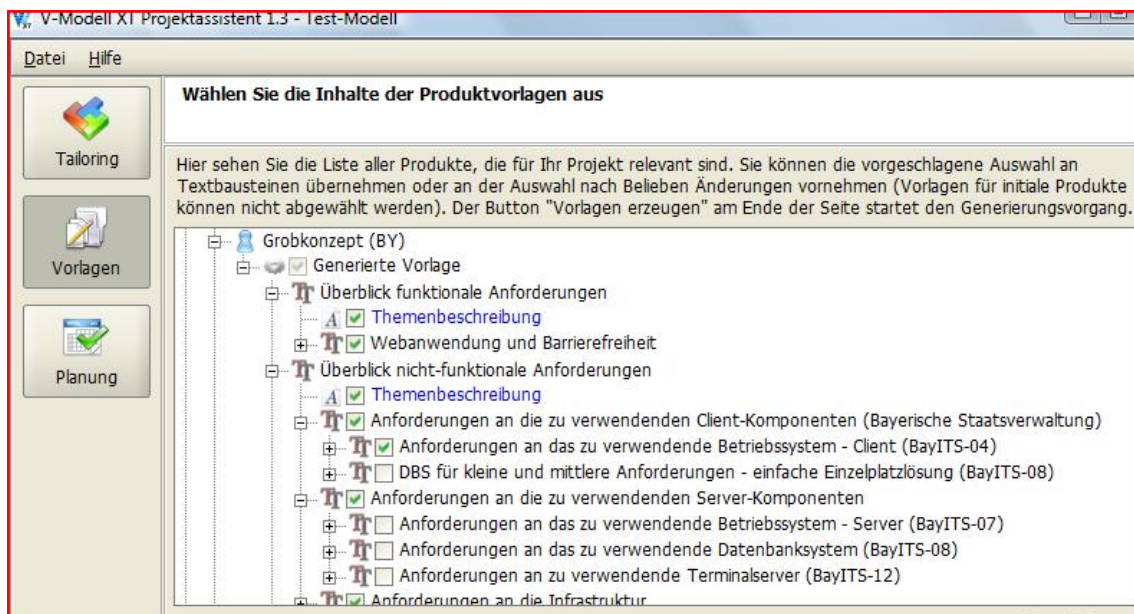 V-Modell XT Projektassistent 1.3 - Test-Modell
Datei Hilfe
Tailoring
Vorlagen
Planung
Wählen Sie die Inhalte der Produktvorlagen aus
Hier sehen Sie die Liste aller Produkte, die für Ihr Projekt relevant sind. Sie können die vorgeschlagene Auswahl an
Textbausteinen übernehmen oder an der Auswahl nach Belieben Änderungen vornehmen (Vorlagen für initiale Produkte
können nicht abgewählt werden). Der Button "Vorlagen erzeugen" am Ende der Seite startet den Generierungsvorgang.
Grobkonzept (BY)
Generierte Vorlage
Überblick funktionale Anforderungen
Themenbeschreibung
Webanwendung und Barrierefreiheit
Überblick nicht-funktionale Anforderungen
Themenbeschreibung
Anforderungen an die zu verwendenden Client-Komponenten (Bayerische Staatsverwaltung)
Anforderungen an das zu verwendende Betriebssystem - Client (BayITS-04)
DBS für kleine und mittlere Anforderungen - einfache Einzelplatzlösung (BayITS-08)
Anforderungen an die zu verwendenden Server-Komponenten
Anforderungen an das zu verwendende Betriebssystem - Server (BayITS-07)
Anforderungen an das zu verwendende Datenbanksystem (BayITS-08)
Anforderungen an zu verwendende Terminalserver (BayITS-12)
Anforderungen an die Infrastruktur